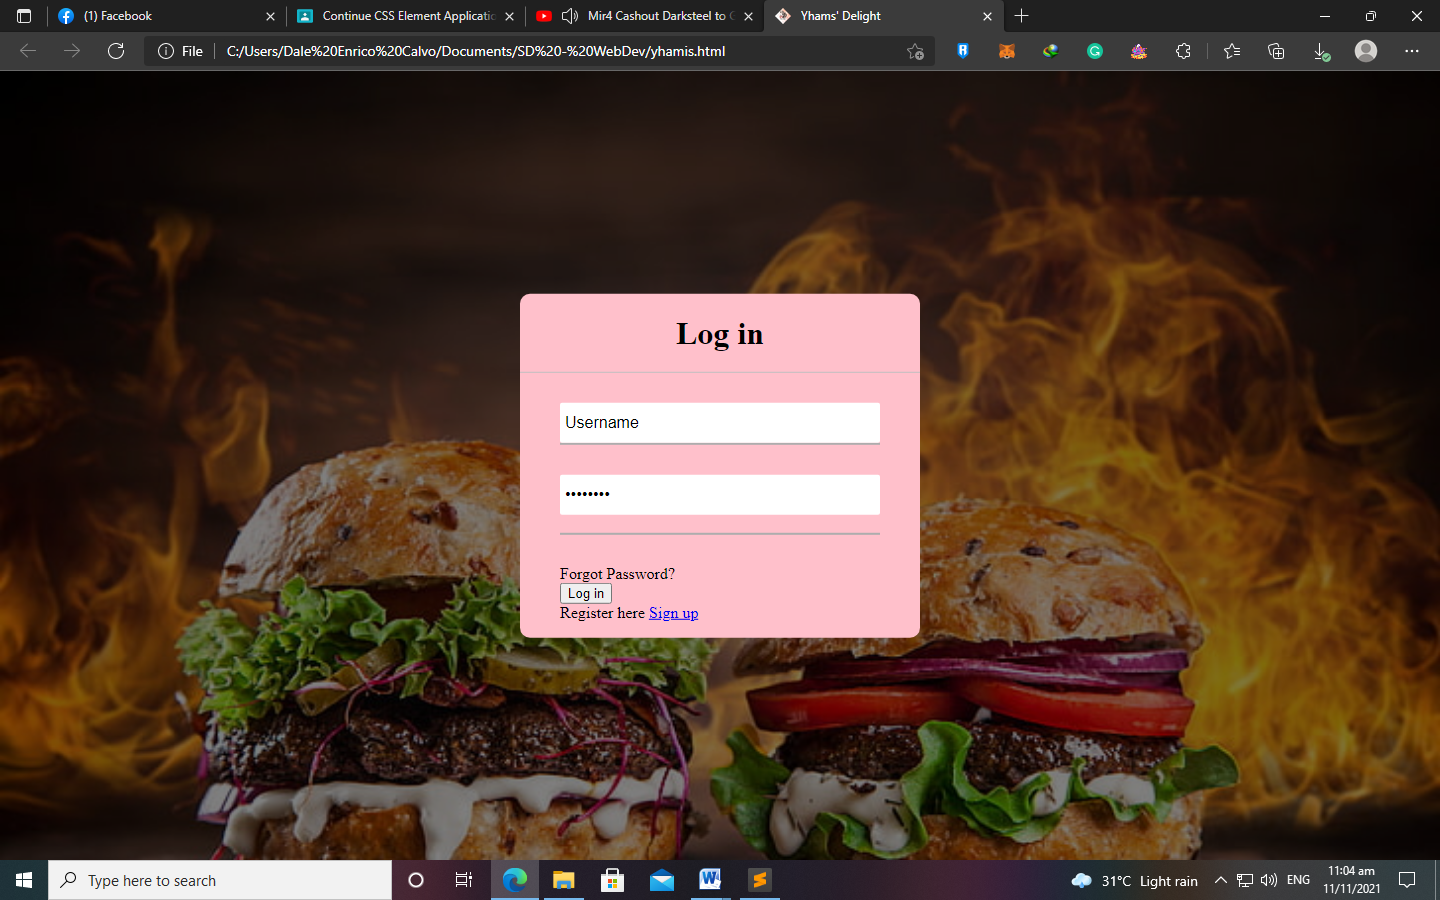 (1) Facebook
Continue CSS Element Applicatio
Mir4 Cashout Darksteel to
Yhams' Delight
File
C:/Users/Dale%20Enrico%20Calvo/Documents/SD%20-%20WebDev/yhamis.html
Log in
Username
••••••••
Forgot Password?
Log in
Register here Sign up
Type here to search
31°C Light rain
ENG
11:04 am
11/11/2021